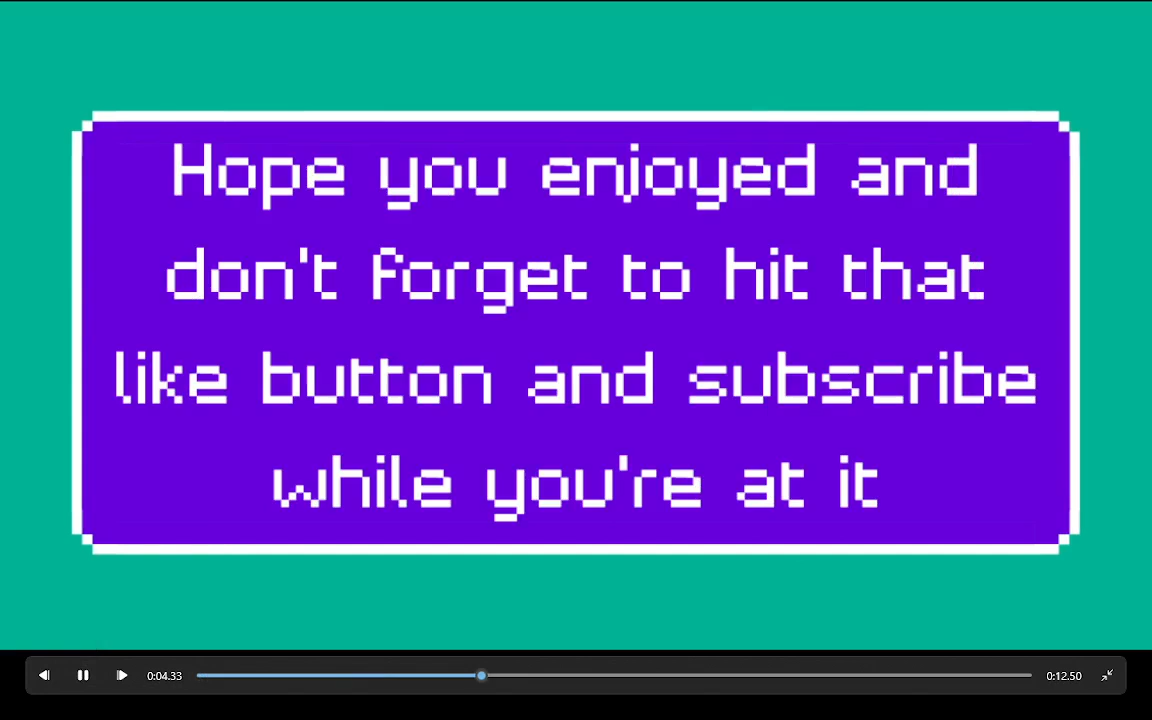 Hope you enjoyed and
don't forget to hit that
like button and subscribe
while you're at it
0:04.33
0:12.50